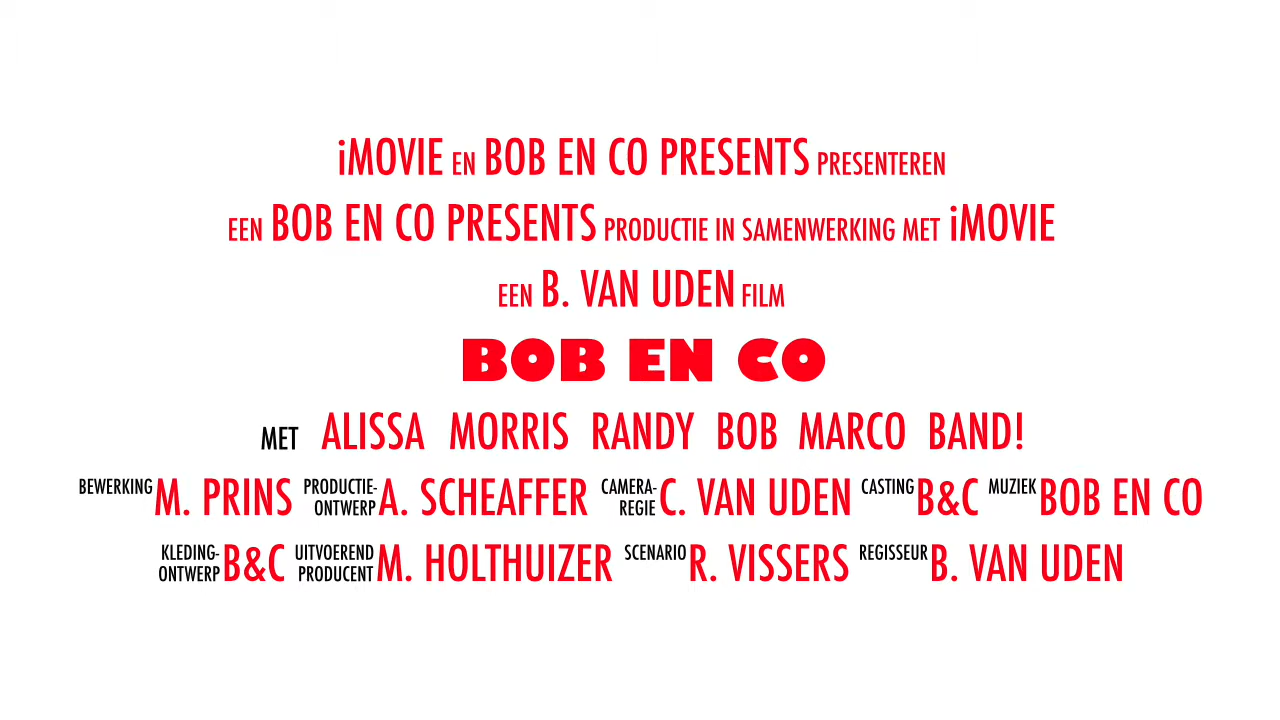 iMOVIE EN BOB EN CO PRESENTS PRESENTEREN
EEN BOB EN CO PRESENTS PRODUCTIE IN SAMENWERKING MET iMOVIE
EEN B. VAN UDEN FILM
BOB EN CO
MET ALISSA MORRIS RANDY BOB MARCO BAND!
BEWERKING M. PRINS PRODUCTIE-ONTWERP A. SCHEAFFER CAMERA-REGIE C. VAN UDEN CASTING B&C MUZIEK BOB EN CO
KLEDING-ONTWERP B&C UITVOEREND PRODUCENT M. HOLTHUIZER SCENARIO R. VISSERS REGISSEUR B. VAN UDEN